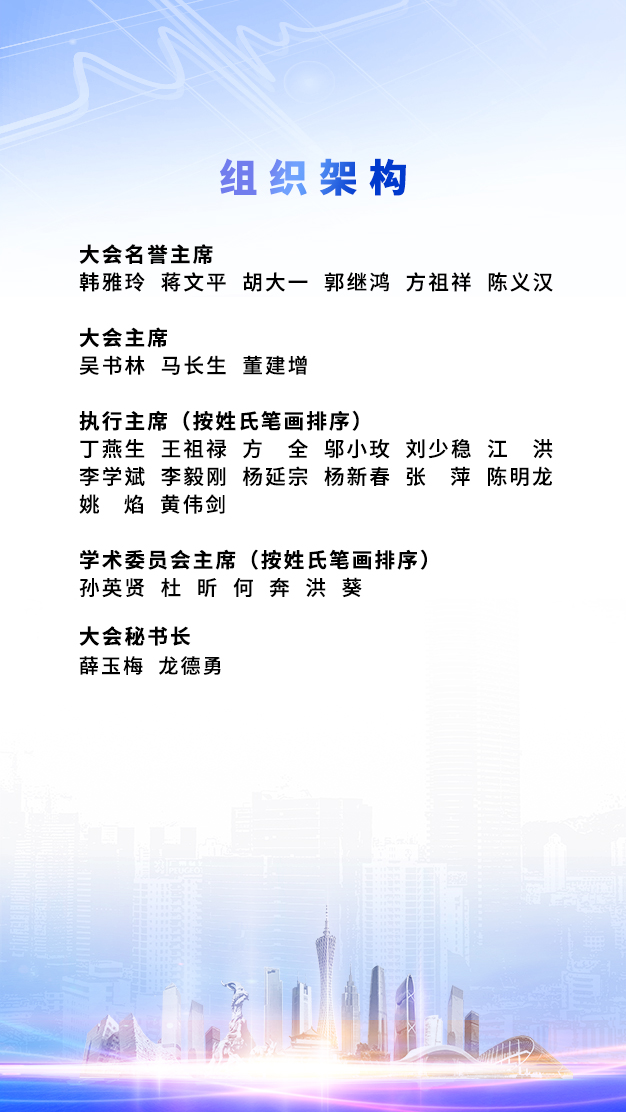 组织架构
大会名誉主席
韩雅玲 蒋文平 胡大一 郭继鸿 方祖祥 陈义汉
大会主席
吴书林 马长生 董建增
执行主席（按姓氏笔画排序）
丁燕生 王祖禄 方 全 邬小玫 刘少稳 江 洪
李学斌 李毅刚 杨延宗 杨新春 张 萍 陈明龙
姚 焰 黄伟剑
学术委员会主席（按姓氏笔画排序）
孙英贤 杜 昕 何 奔 洪 葵
大会秘书长
薛玉梅 龙德勇